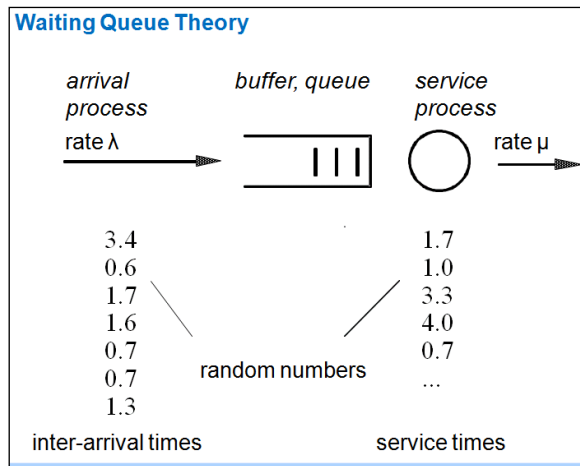 Waiting Queue Theory
arrival process
buffer, queue
service process
rate λ
rate μ
3.4
0.6
1.7
1.6
0.7
0.7
1.3
1.7
1.0
3.3
4.0
0.7
...
random numbers
inter-arrival times
service times